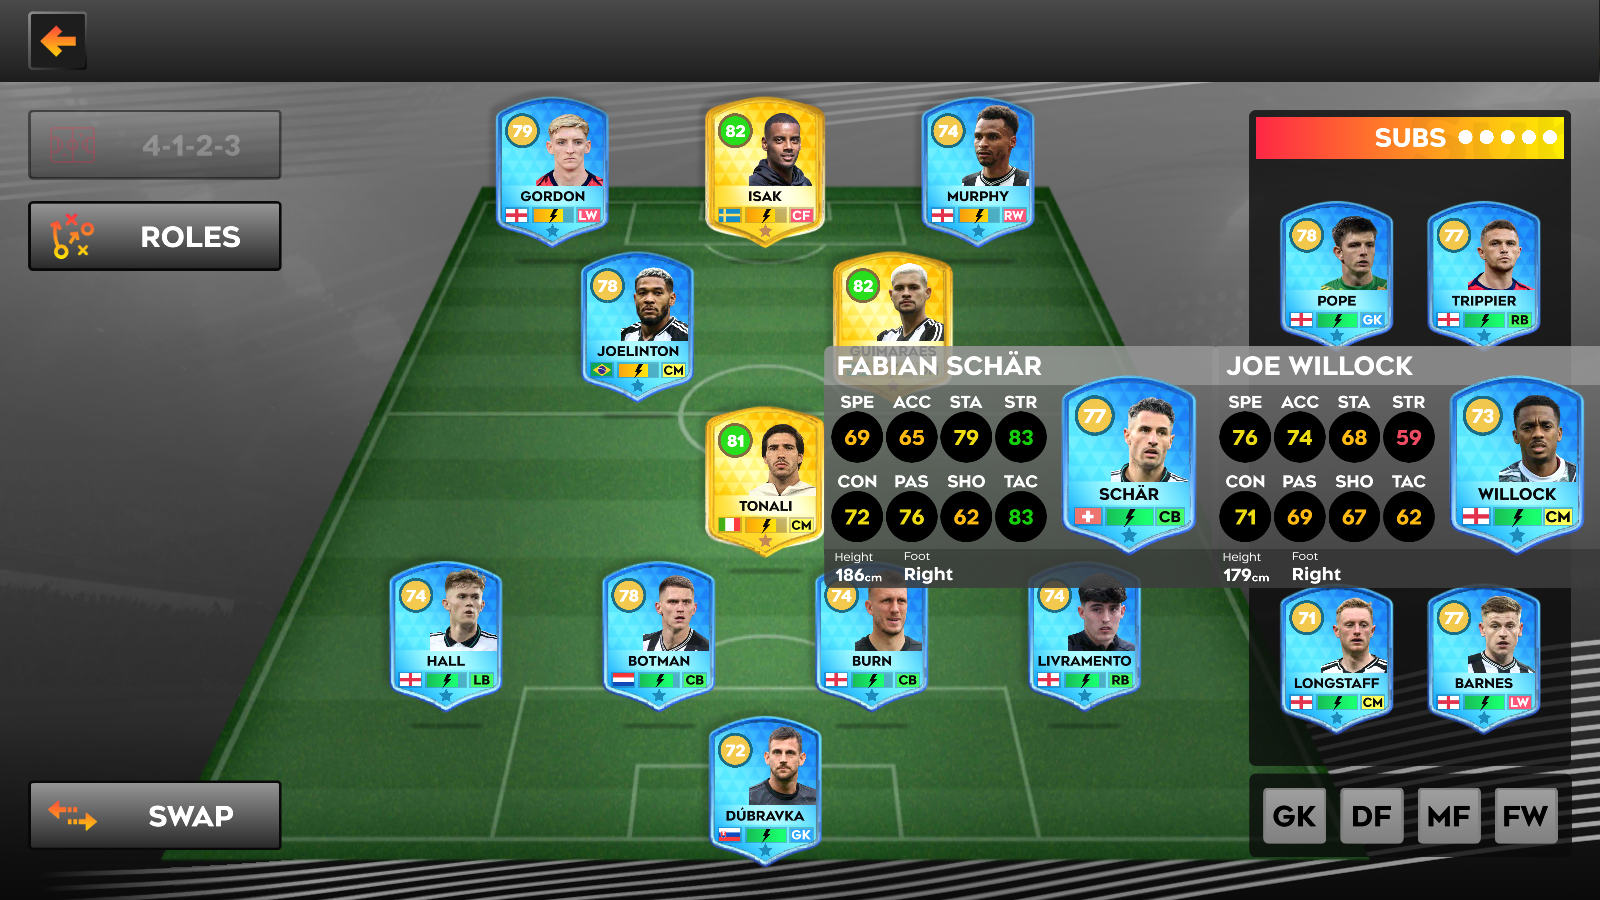 4-1-2-3
ROLES
SWAP
79
GORDON
LW
82
ISAK
CF
74
MURPHY
RW
78
JOELINTON
CM
82
GUIMARAES
81
TONALI
CM
74
HALL
LB
78
BOTMAN
CB
74
BURN
CB
74
LIVRAMENTO
RB
72
DÚBRAVKA
GK
FABIAN SCHÄR
SPE ACC STA STR
69 65 79 83
CON PAS SHO TAC
72 76 62 83
Height Foot
186cm Right
77
SCHÄR
CB
JOE WILLOCK
SPE ACC STA STR
76 74 68 59
CON PAS SHO TAC
71 69 67 62
Height Foot
179cm Right
73
WILLOCK
CM
SUBS
78
POPE
GK
77
TRIPPIER
RB
71
LONGSTAFF
CM
77
BARNES
LW
GK DF MF FW